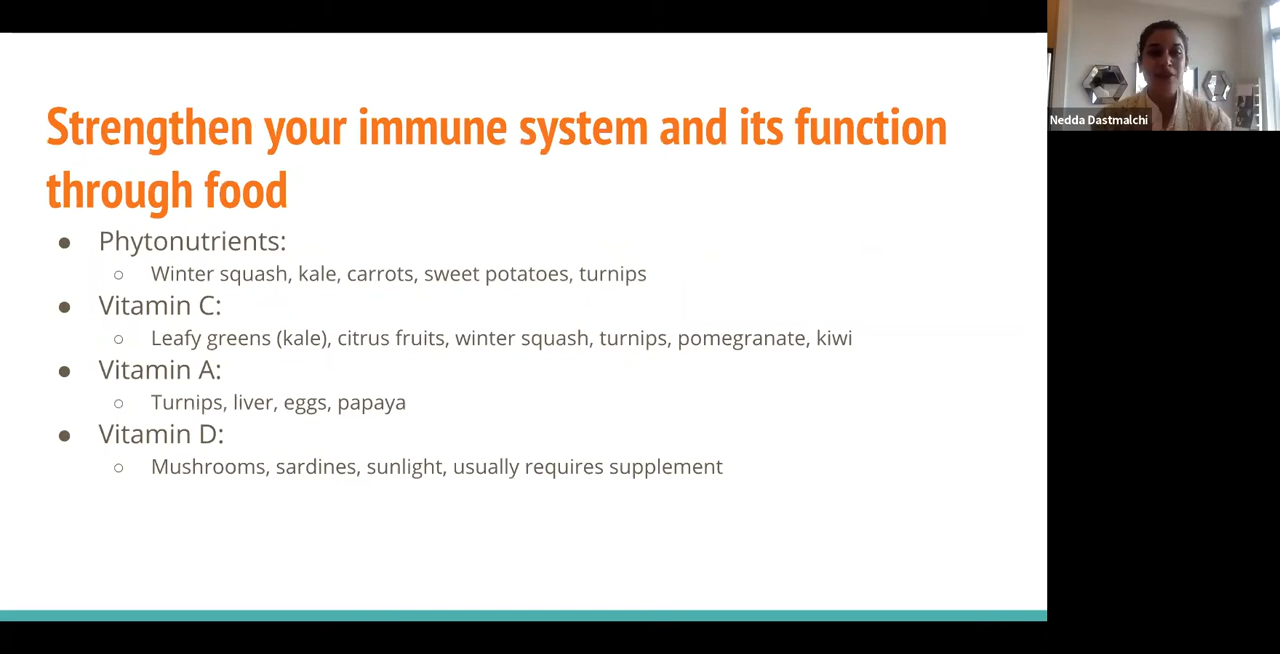 Strengthen your immune system and its function
through food
● Phytonutrients:
○ Winter squash, kale, carrots, sweet potatoes, turnips
● Vitamin C:
○ Leafy greens (kale), citrus fruits, winter squash, turnips, pomegranate, kiwi
● Vitamin A:
○ Turnips, liver, eggs, papaya
● Vitamin D:
○ Mushrooms, sardines, sunlight, usually requires supplement
Nedda Dastmalchi